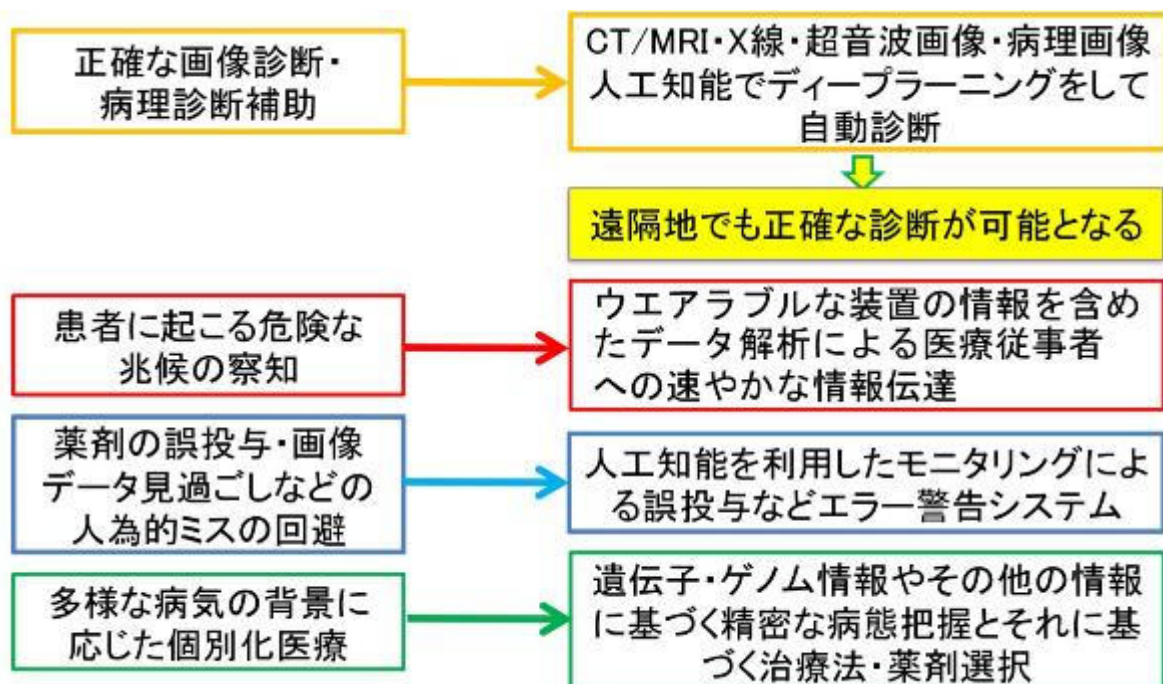 正確な画像診断・
病理診断補助
CT/MRI・X線・超音波画像・病理画像
人工知能でディープラーニングをして
自動診断
遠隔地でも正確な診断が可能となる
患者に起こる危険な
兆候の察知
ウエアラブルな装置の情報を含め
たデータ解析による医療従事者
への速やかな情報伝達
薬剤の誤投与・画像
データ見過ごしなどの
人為的ミスの回避
人工知能を利用したモニタリングによ
る誤投与などエラー警告システム
多様な病気の背景に
応じた個別化医療
遺伝子・ゲノム情報やその他の情報
に基づく精密な病態把握とそれに基
づく治療法・薬剤選択